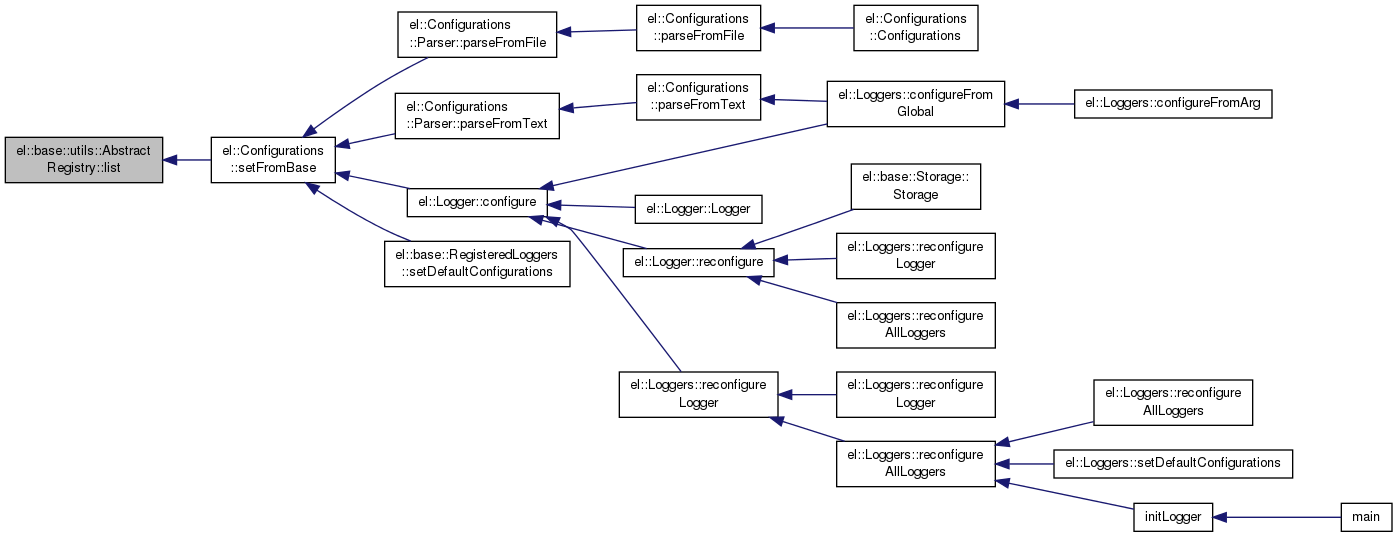 el::base::utils::Abstract
Registry::list
el::Configurations
::setFromBase
el::Configurations
::Parser::parseFromFile
el::Configurations
::parseFromFile
el::Configurations
::Configurations
el::Configurations
::Parser::parseFromText
el::Configurations
::parseFromText
el::Loggers::configureFrom
Global
el::Loggers::configureFromArg
el::Logger::configure
el::Logger::Logger
el::base::Storage::
Storage
el::Logger::reconfigure
el::Loggers::reconfigure
Logger
el::Loggers::reconfigure
AllLoggers
el::base::RegisteredLoggers
::setDefaultConfigurations
el::Loggers::reconfigure
Logger
el::Loggers::reconfigure
Logger
el::Loggers::reconfigure
AllLoggers
el::Loggers::reconfigure
AllLoggers
el::Loggers::setDefaultConfigurations
initLogger
main